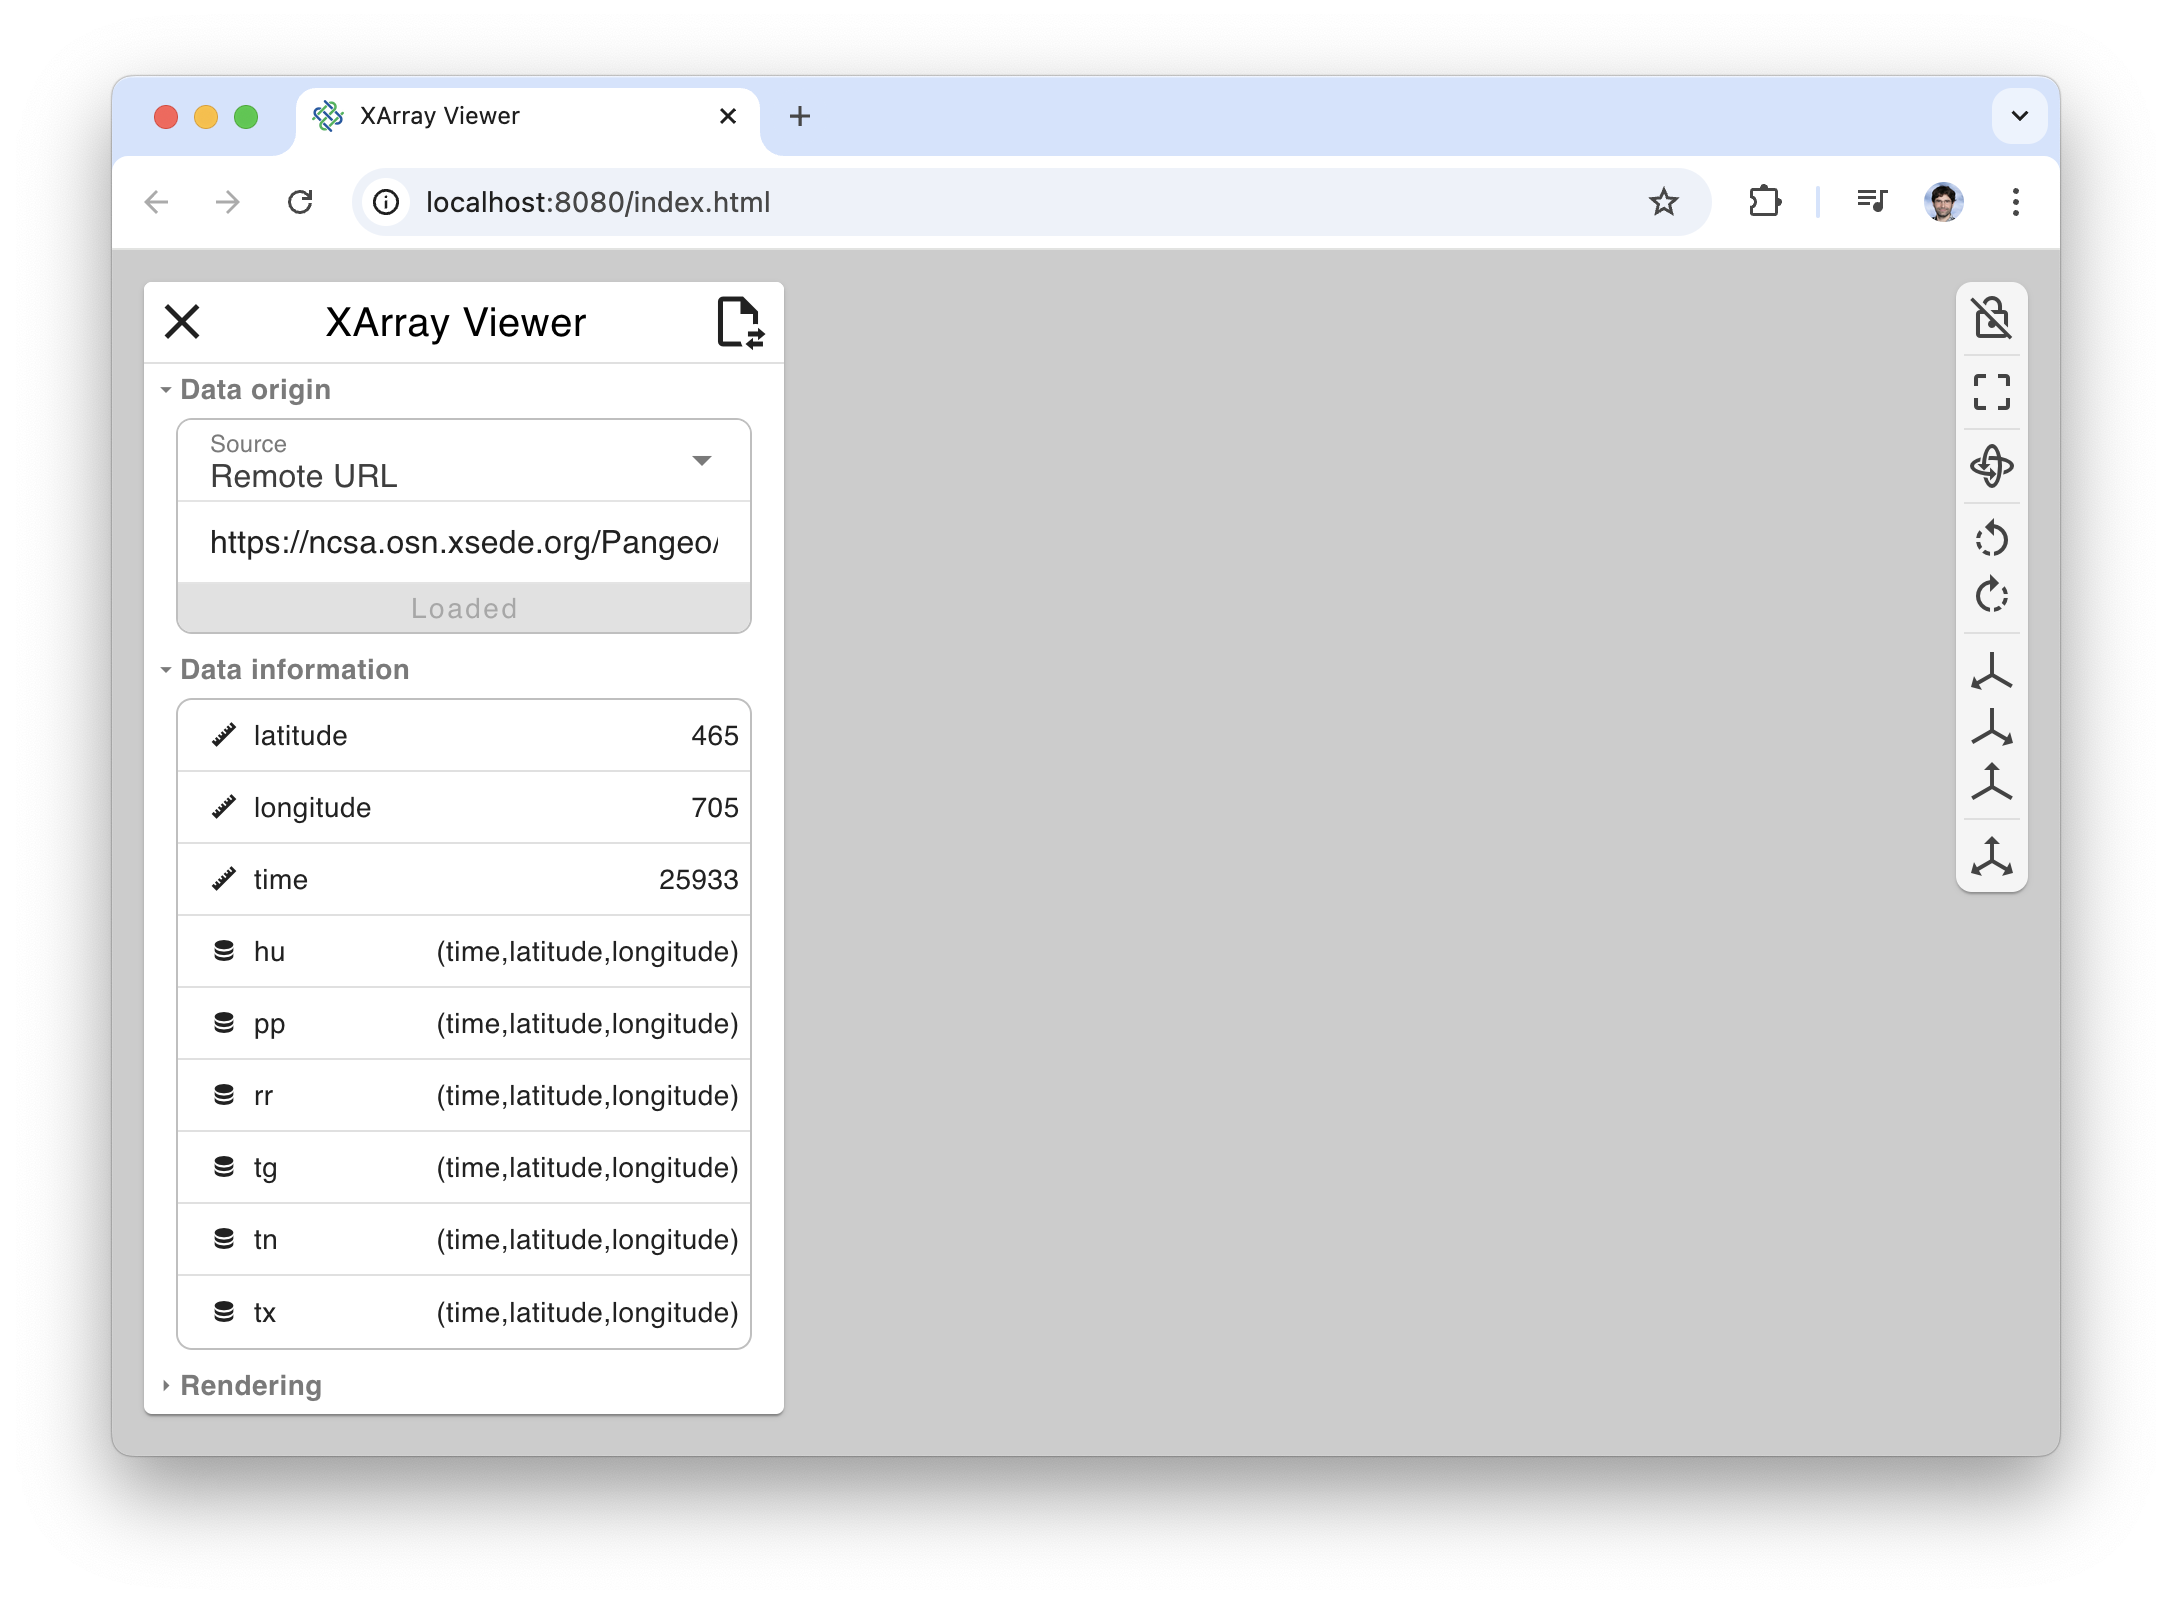 XArray Viewer
localhost:8080/index.html
XArray Viewer
Data origin
Source
Remote URL
https://ncsa.osn.xsede.org/Pangeo/
Loaded
Data information
latitude 465
longitude 705
time 25933
hu (time,latitude,longitude)
pp (time,latitude,longitude)
rr (time,latitude,longitude)
tg (time,latitude,longitude)
tn (time,latitude,longitude)
tx (time,latitude,longitude)
Rendering